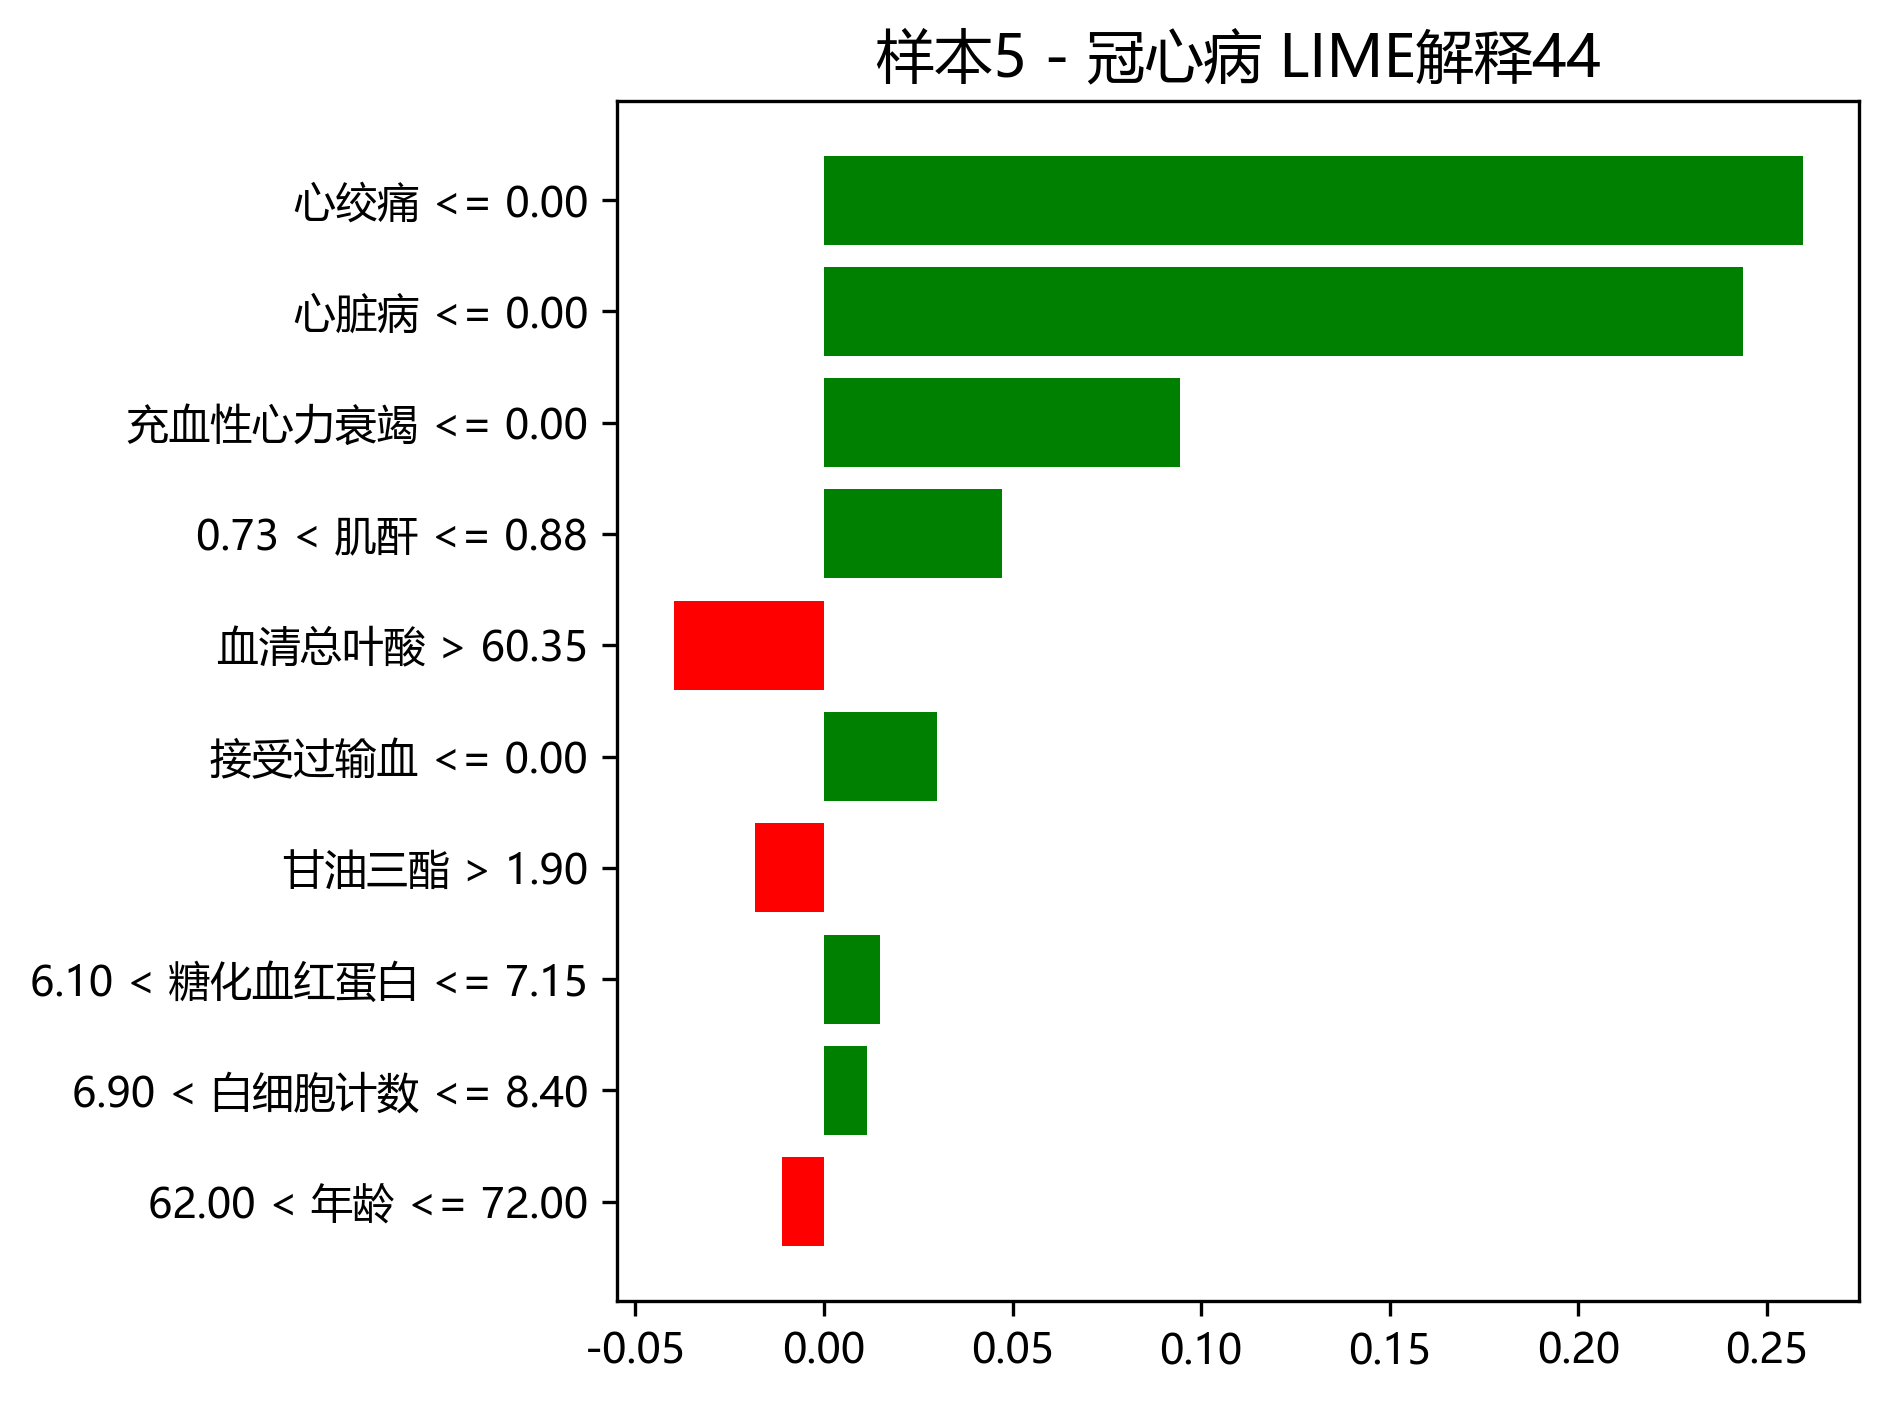 样本5 - 冠心病 LIME解释44
心绞痛 <= 0.00
心脏病 <= 0.00
充血性心力衰竭 <= 0.00
0.73 < 肌酐 <= 0.88
血清总叶酸 > 60.35
接受过输血 <= 0.00
甘油三酯 > 1.90
6.10 < 糖化血红蛋白 <= 7.15
6.90 < 白细胞计数 <= 8.40
62.00 < 年龄 <= 72.00
-0.05 0.00 0.05 0.10 0.15 0.20 0.25